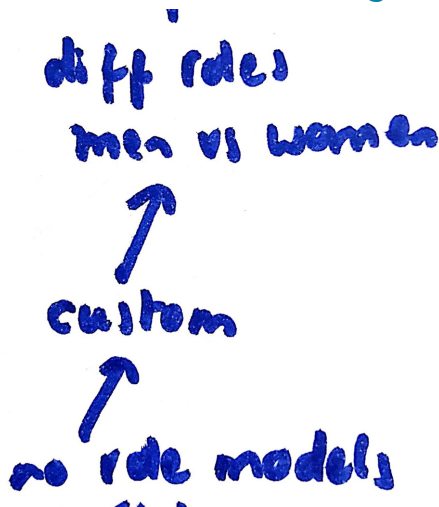 diff roles
men vs women
custom
no role models